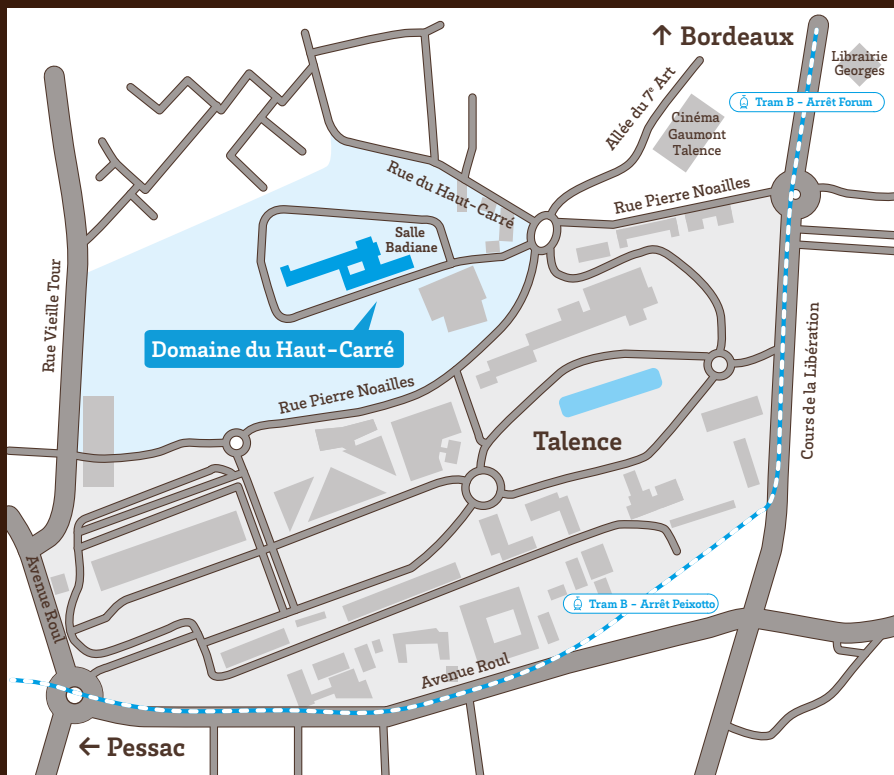 ↑ Bordeaux
Librairie
Georges
Tram B - Arrêt Forum
Allée du 7e Art
Cinéma
Gaumont
Talence
Rue du Haut-Carré
Rue Pierre Noailles
Salle
Badiane
Rue Vieille Tour
Domaine du Haut-Carré
Cours de la Libération
Rue Pierre Noailles
Talence
Avenue Roul
Tram B - Arrêt Peixotto
Avenue Roul
← Pessac